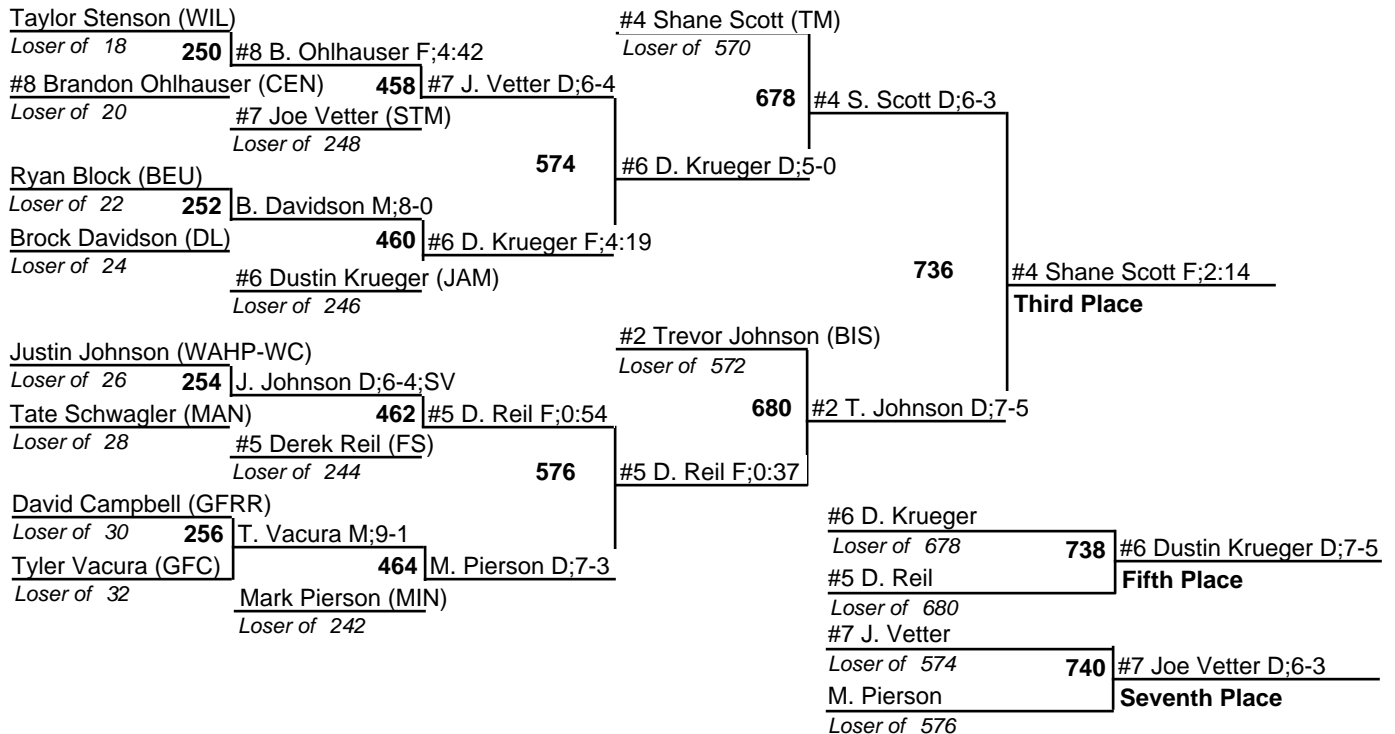 Taylor Stenson (WIL)
Loser of 18
250
#8 B. Ohlhauser F;4:42
#8 Brandon Ohlhauser (CEN)
Loser of 20
458
#7 J. Vetter D;6-4
#7 Joe Vetter (STM)
Loser of 248
574
#6 D. Krueger D;5-0
Ryan Block (BEU)
Loser of 22
252
B. Davidson M;8-0
Brock Davidson (DL)
Loser of 24
460
#6 D. Krueger F;4:19
#6 Dustin Krueger (JAM)
Loser of 246
#4 Shane Scott (TM)
Loser of 570
678
#4 S. Scott D;6-3
736
#4 Shane Scott F;2:14
Third Place
Justin Johnson (WAHP-WC)
Loser of 26
254
J. Johnson D;6-4;SV
Tate Schwagler (MAN)
Loser of 28
462
#5 D. Reil F;0:54
#5 Derek Reil (FS)
Loser of 244
576
#5 D. Reil F;0:37
#2 Trevor Johnson (BIS)
Loser of 572
680
#2 T. Johnson D;7-5
David Campbell (GFRR)
Loser of 30
256
T. Vacura M;9-1
Tyler Vacura (GFC)
Loser of 32
464
M. Pierson D;7-3
Mark Pierson (MIN)
Loser of 242
#6 D. Krueger
Loser of 678
738
#6 Dustin Krueger D;7-5
#5 D. Reil
Fifth Place
Loser of 680
#7 J. Vetter
Loser of 574
740
#7 Joe Vetter D;6-3
M. Pierson
Seventh Place
Loser of 576